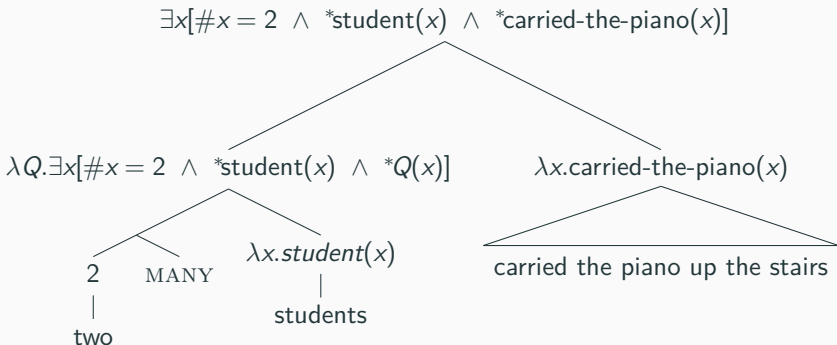 ∃x[#x = 2 ∧ *student(x) ∧ *carried-the-piano(x)]
λQ.∃x[#x = 2 ∧ *student(x) ∧ *Q(x)]
λx.carried-the-piano(x)
2
MANY
λx.student(x)
carried the piano up the stairs
two
students